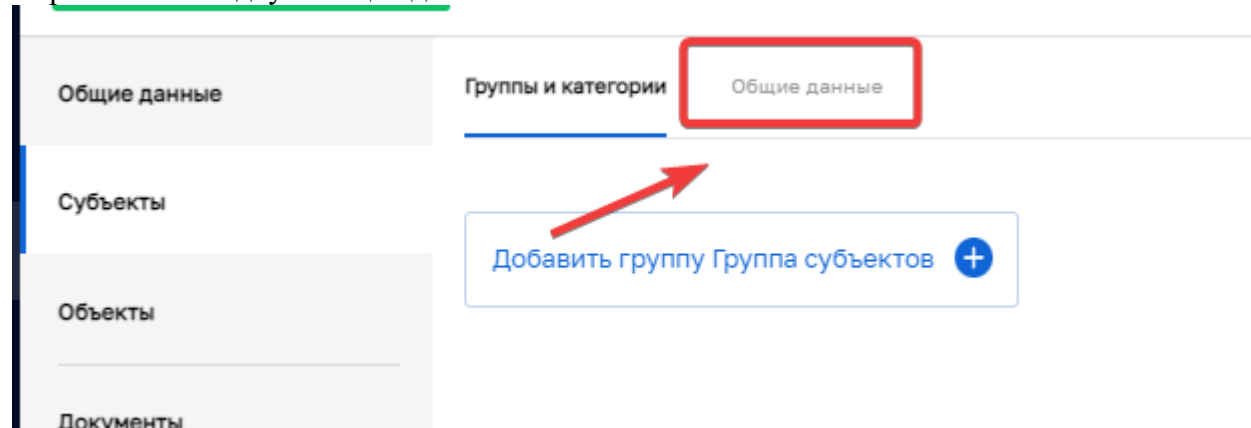 Общие данные
Субъекты
Объекты
Документы
Группы и категории Общие данные
Добавить группу Группа субъектов